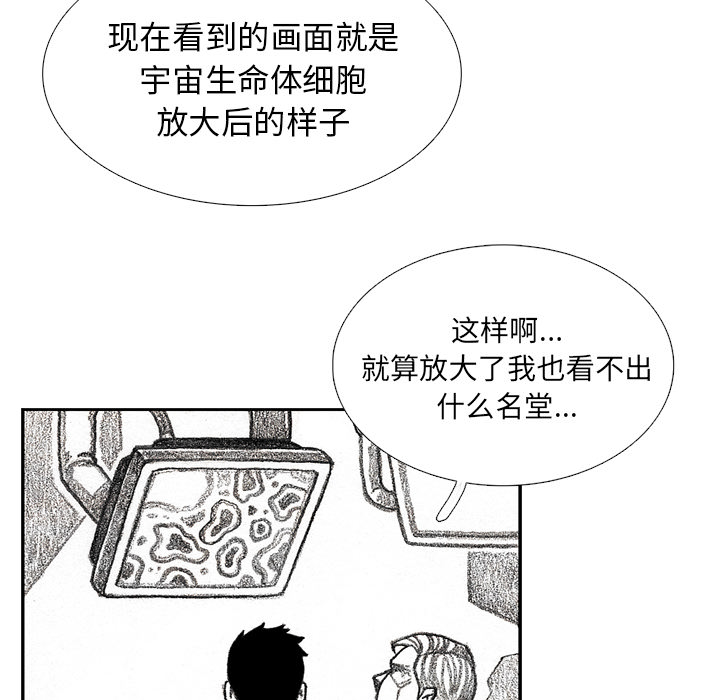 现在看到的画面就是
宇宙生命体细胞
放大后的样子
这样啊...
就算放大了我也看不出
什么名堂...